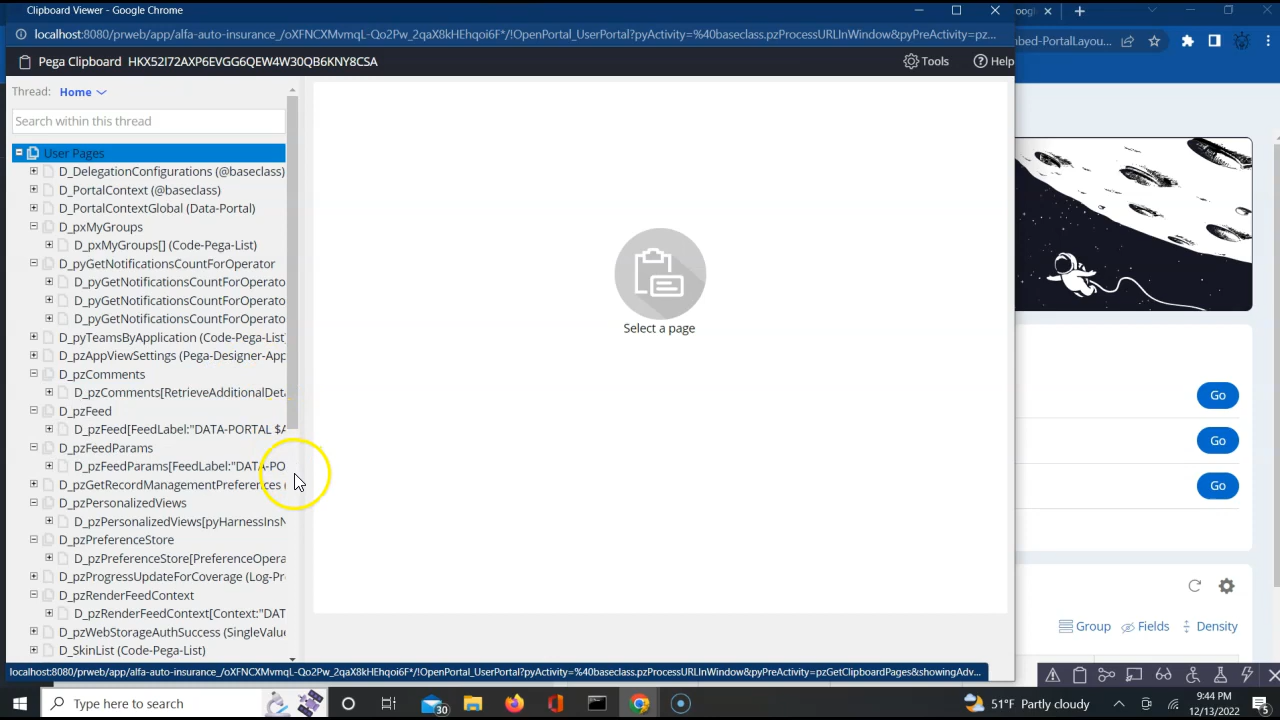 Clipboard Viewer - Google Chrome
localhost:8080/prweb/app/alfa-auto-insurance_/oXFNCXMvmqL-Qo2Pw_2qaX8kHEhqoi6F*/!OpenPortal_UserPortal?pyActivity=%40baseclass.pzProcessURLInWindow&pyPreActivity=pz...
Pega Clipboard HKX52I72AXP6EVGG6QEW4W30QB6KNY8CSA
Tools
Help
Thread: Home
Search within this thread
User Pages
D_DelegationConfigurations (@baseclass)
D_PortalContext (@baseclass)
D_PortalContextGlobal (Data-Portal)
D_pxMyGroups
D_pxMyGroups[] (Code-Pega-List)
D_pyGetNotificationsCountForOperator
D_pyGetNotificationsCountForOperato
D_pyGetNotificationsCountForOperato
D_pyGetNotificationsCountForOperato
D_pyTeamsByApplication (Code-Pega-List)
D_pzAppViewSettings (Pega-Designer-App
D_pzComments
D_pzComments[RetrieveAdditionalDeta
D_pzFeed
D_pzFeed[FeedLabel:"DATA-PORTAL $A
D_pzFeedParams
D_pzFeedParams[FeedLabel:"DATA-PO
D_pzGetRecordManagementPreferences (
D_pzPersonalizedViews
D_pzPersonalizedViews[pyHarnessInsN
D_pzPreferenceStore
D_pzPreferenceStore[PreferenceOpera
D_pzProgressUpdateForCoverage (Log-Pr
D_pzRenderFeedContext
D_pzRenderFeedContext[Context:"DAT
D_pzWebStorageAuthSuccess (SingleValue
D_SkinList (Code-Pega-List)
Select a page
mbed-PortalLayou...
Go
Go
Go
Group
Fields
Density
localhost:8080/prweb/app/alfa-auto-insurance_/oXFNCXMvmqL-Qo2Pw_2qaX8kHEhqoi6F*/!OpenPortal_UserPortal?pyActivity=%40baseclass.pzProcessURLInWindow&pyPreActivity=pzGetClipboardPages&showingAdv...
Type here to search
30
51°F Partly cloudy
9:44 PM
12/13/2022
5